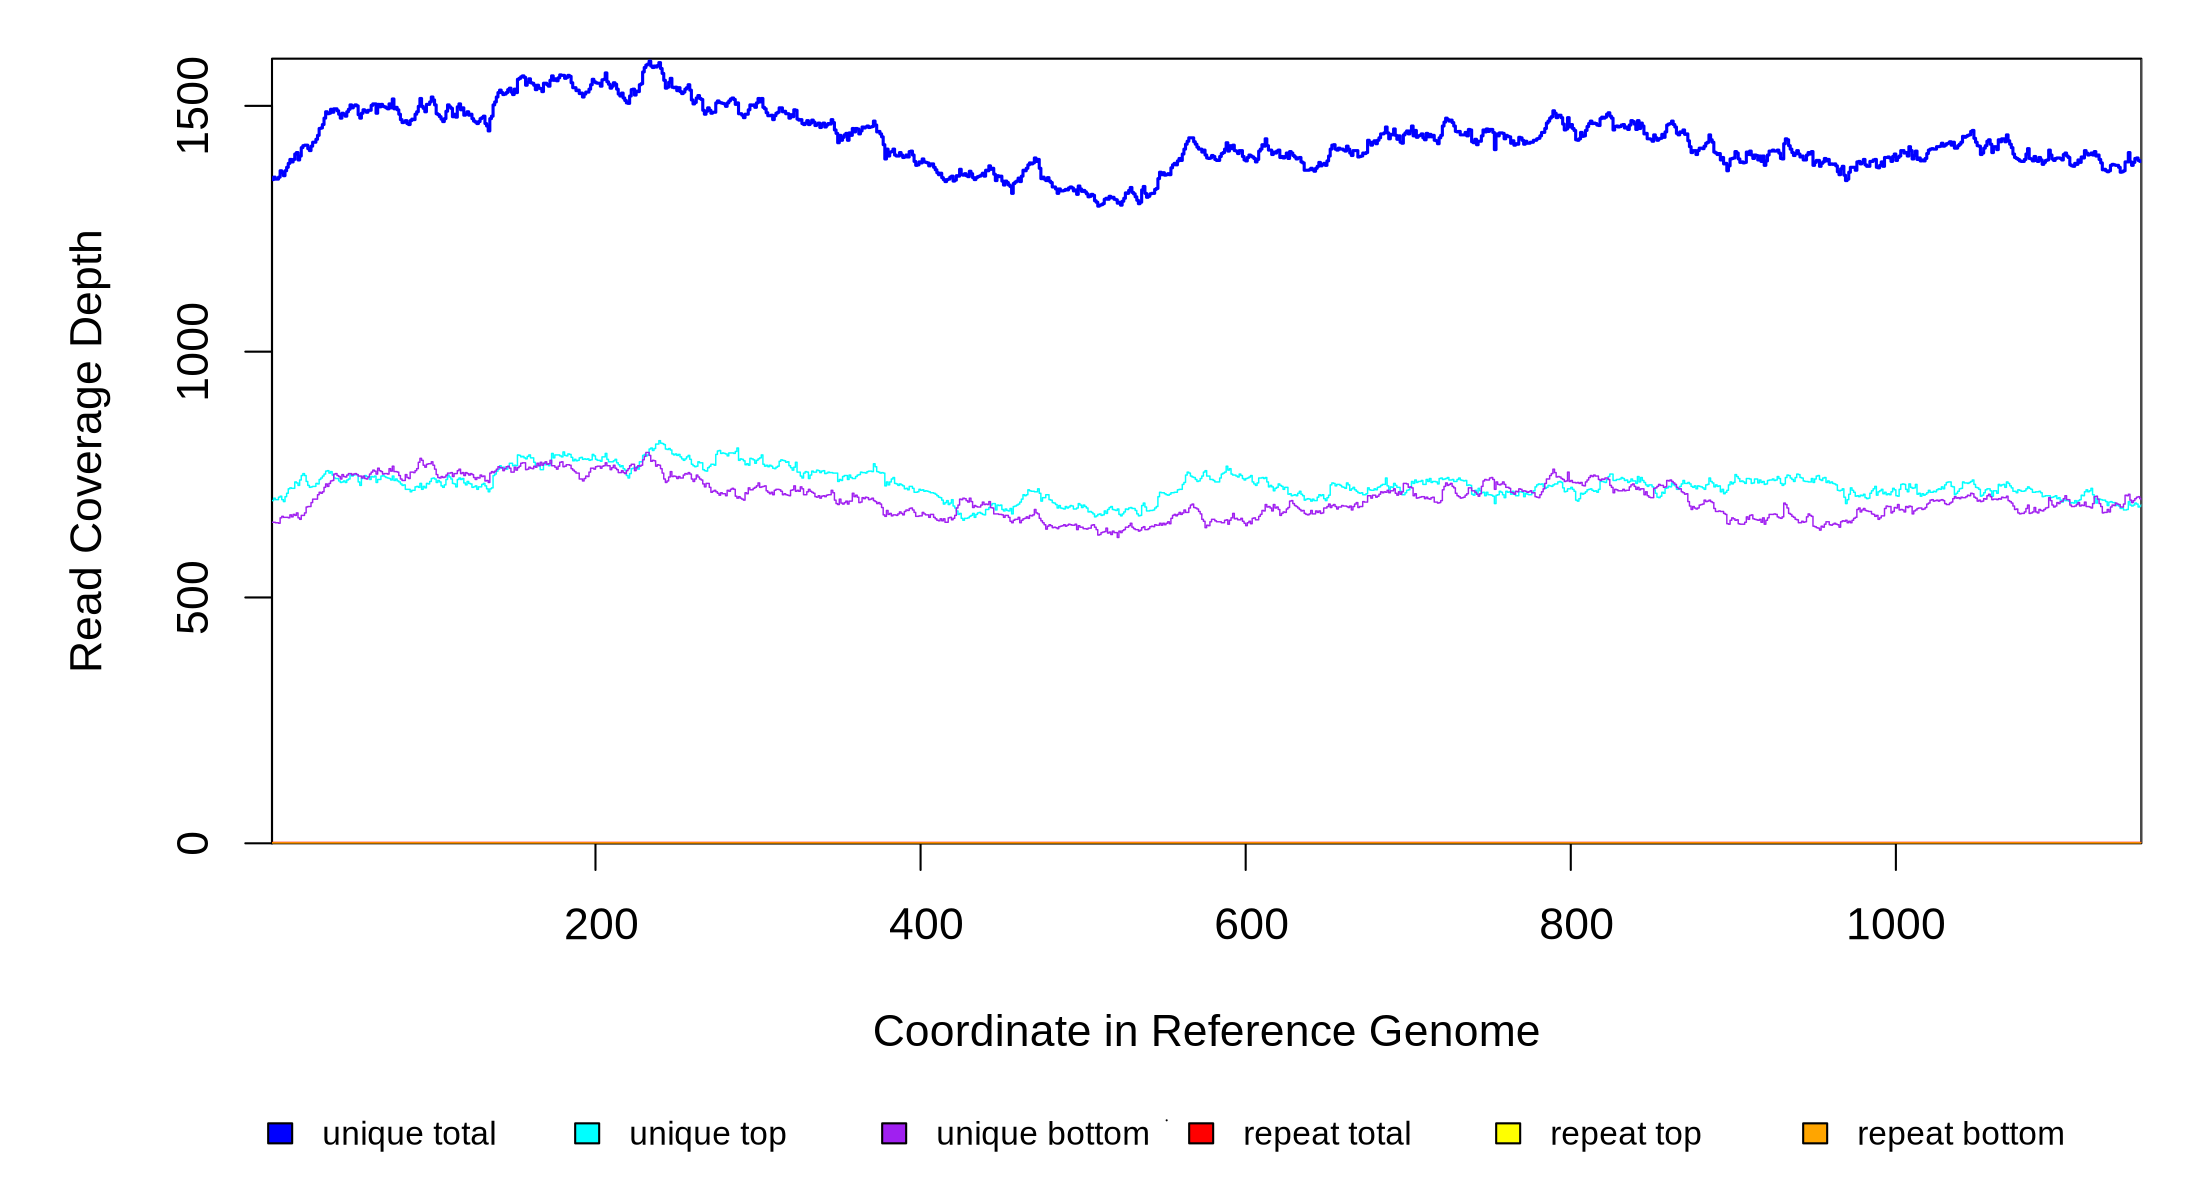 Read Coverage Depth
1500
1000
500
0
200 400 600 800 1000
Coordinate in Reference Genome
unique total unique top unique bottom repeat total repeat top repeat bottom